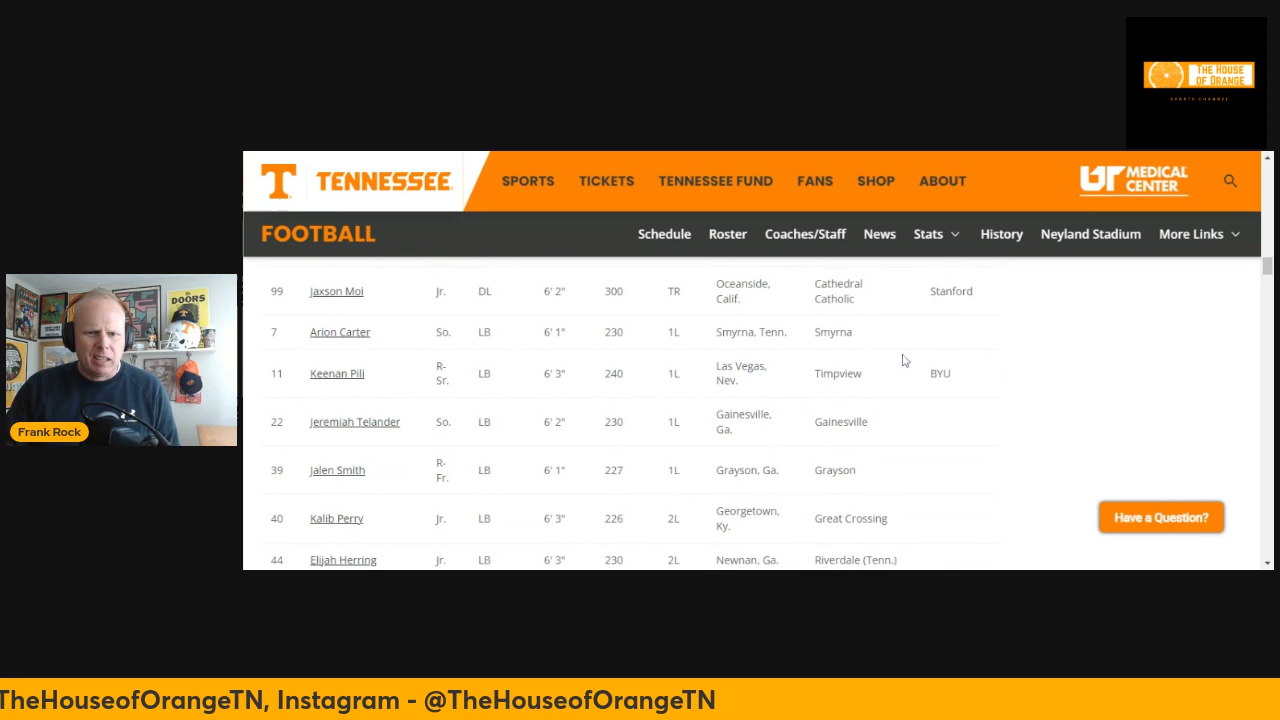 THE HOUSE
OF ORANGE
SPORTS CHANNEL
T TENNESSEE
SPORTS TICKETS TENNESSEE FUND FANS SHOP ABOUT
UT MEDICAL
CENTER
FOOTBALL
Schedule Roster Coaches/Staff News Stats History Neyland Stadium More Links
99 Jaxson Moi Jr. DL 6' 2" 300 TR Oceanside, Calif. Cathedral Catholic Stanford
7 Arion Carter So. LB 6' 1" 230 1L Smyrna, Tenn. Smyrna
11 Keenan Pili R-Sr. LB 6' 3" 240 1L Las Vegas, Nev. Timpview BYU
22 Jeremiah Telander So. LB 6' 2" 230 1L Gainesville, Ga. Gainesville
39 Jalen Smith R-Fr. LB 6' 1" 227 1L Grayson, Ga. Grayson
40 Kalib Perry Jr. LB 6' 3" 226 2L Georgetown, Ky. Great Crossing
44 Elijah Herring Jr. LB 6' 3" 230 2L Newnan, Ga. Riverdale (Tenn.)
Have a Question?
DOORS
T
Frank Rock
TheHouseofOrangeTN, Instagram - @TheHouseofOrangeTN